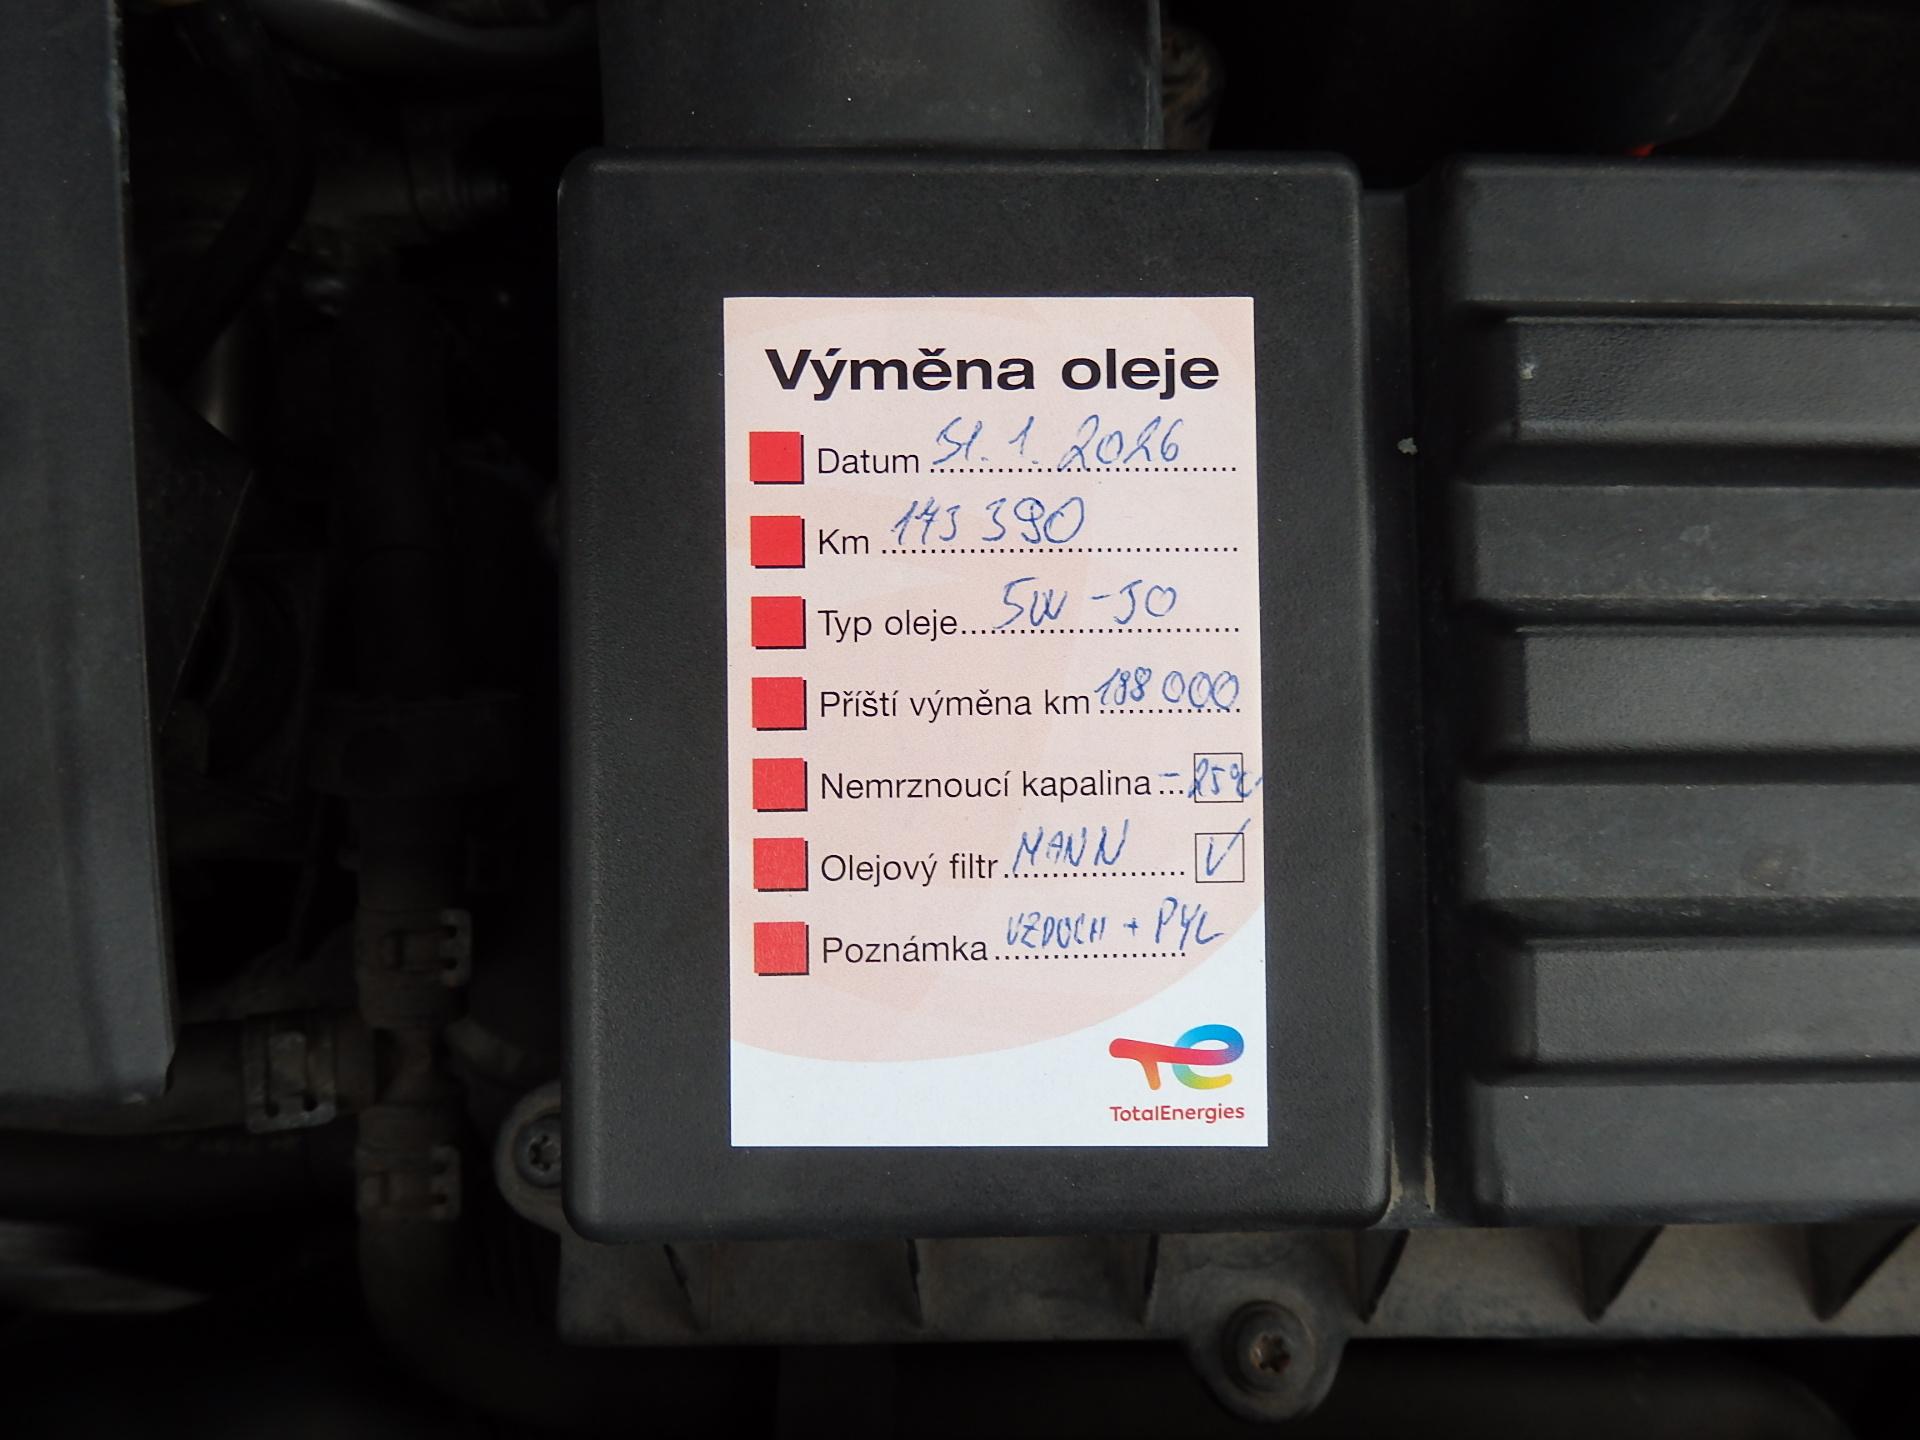 Výměna oleje
Datum 31. 1. 2026
Km 173 390
Typ oleje 5W-30
Příští výměna km 188 000
Nemrznoucí kapalina -25°C
Olejový filtr MANN ✓
Poznámka VZDUCH + PYL
TotalEnergies